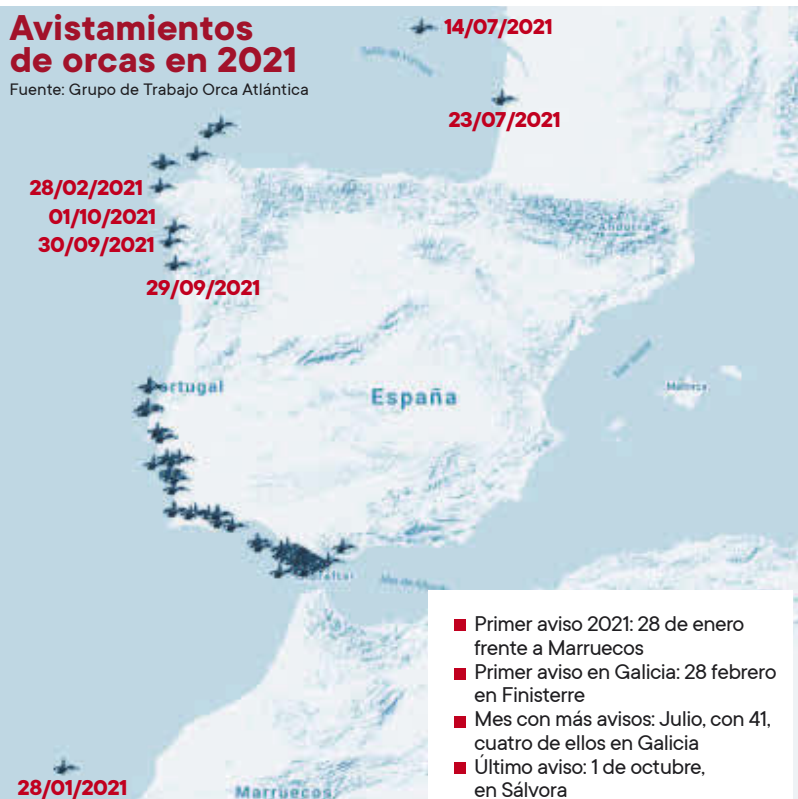 Avistamientos
de orcas en 2021
Fuente: Grupo de Trabajo Orca Atlántica
14/07/2021
23/07/2021
28/02/2021
01/10/2021
30/09/2021
29/09/2021
Andorra
Portugal
España
Mallorca
Gibraltar
28/01/2021
Marruecos
Primer aviso 2021: 28 de enero
frente a Marruecos
Primer aviso en Galicia: 28 febrero
en Finisterre
Mes con más avisos: Julio, con 41,
cuatro de ellos en Galicia
Último aviso: 1 de octubre,
en Sálvora